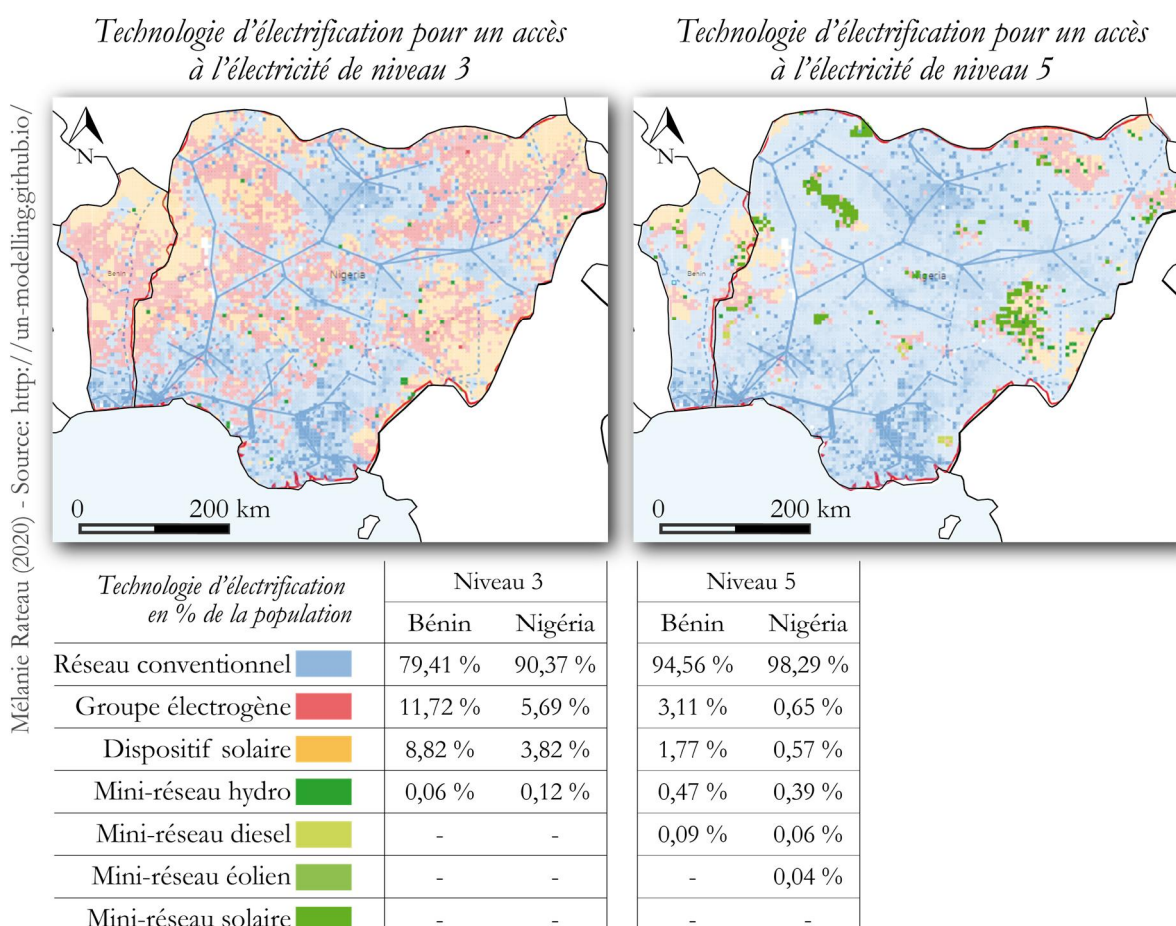 Technologie d'électrification pour un accès
à l'électricité de niveau 3
Technologie d'électrification pour un accès
à l'électricité de niveau 5
Mélanie Rateau (2020) - Source: http://un-modelling.github.io/
N
Bénin
Nigéria
0 200 km
N
Bénin
Nigéria
0 200 km
Technologie d'électrification
en % de la population
Niveau 3 Niveau 5
Bénin Nigéria Bénin Nigéria
Réseau conventionnel 79,41 % 90,37 % 94,56 % 98,29 %
Groupe électrogène 11,72 % 5,69 % 3,11 % 0,65 %
Dispositif solaire 8,82 % 3,82 % 1,77 % 0,57 %
Mini-réseau hydro 0,06 % 0,12 % 0,47 % 0,39 %
Mini-réseau diesel - - 0,09 % 0,06 %
Mini-réseau éolien - - - 0,04 %
Mini-réseau solaire - - - -